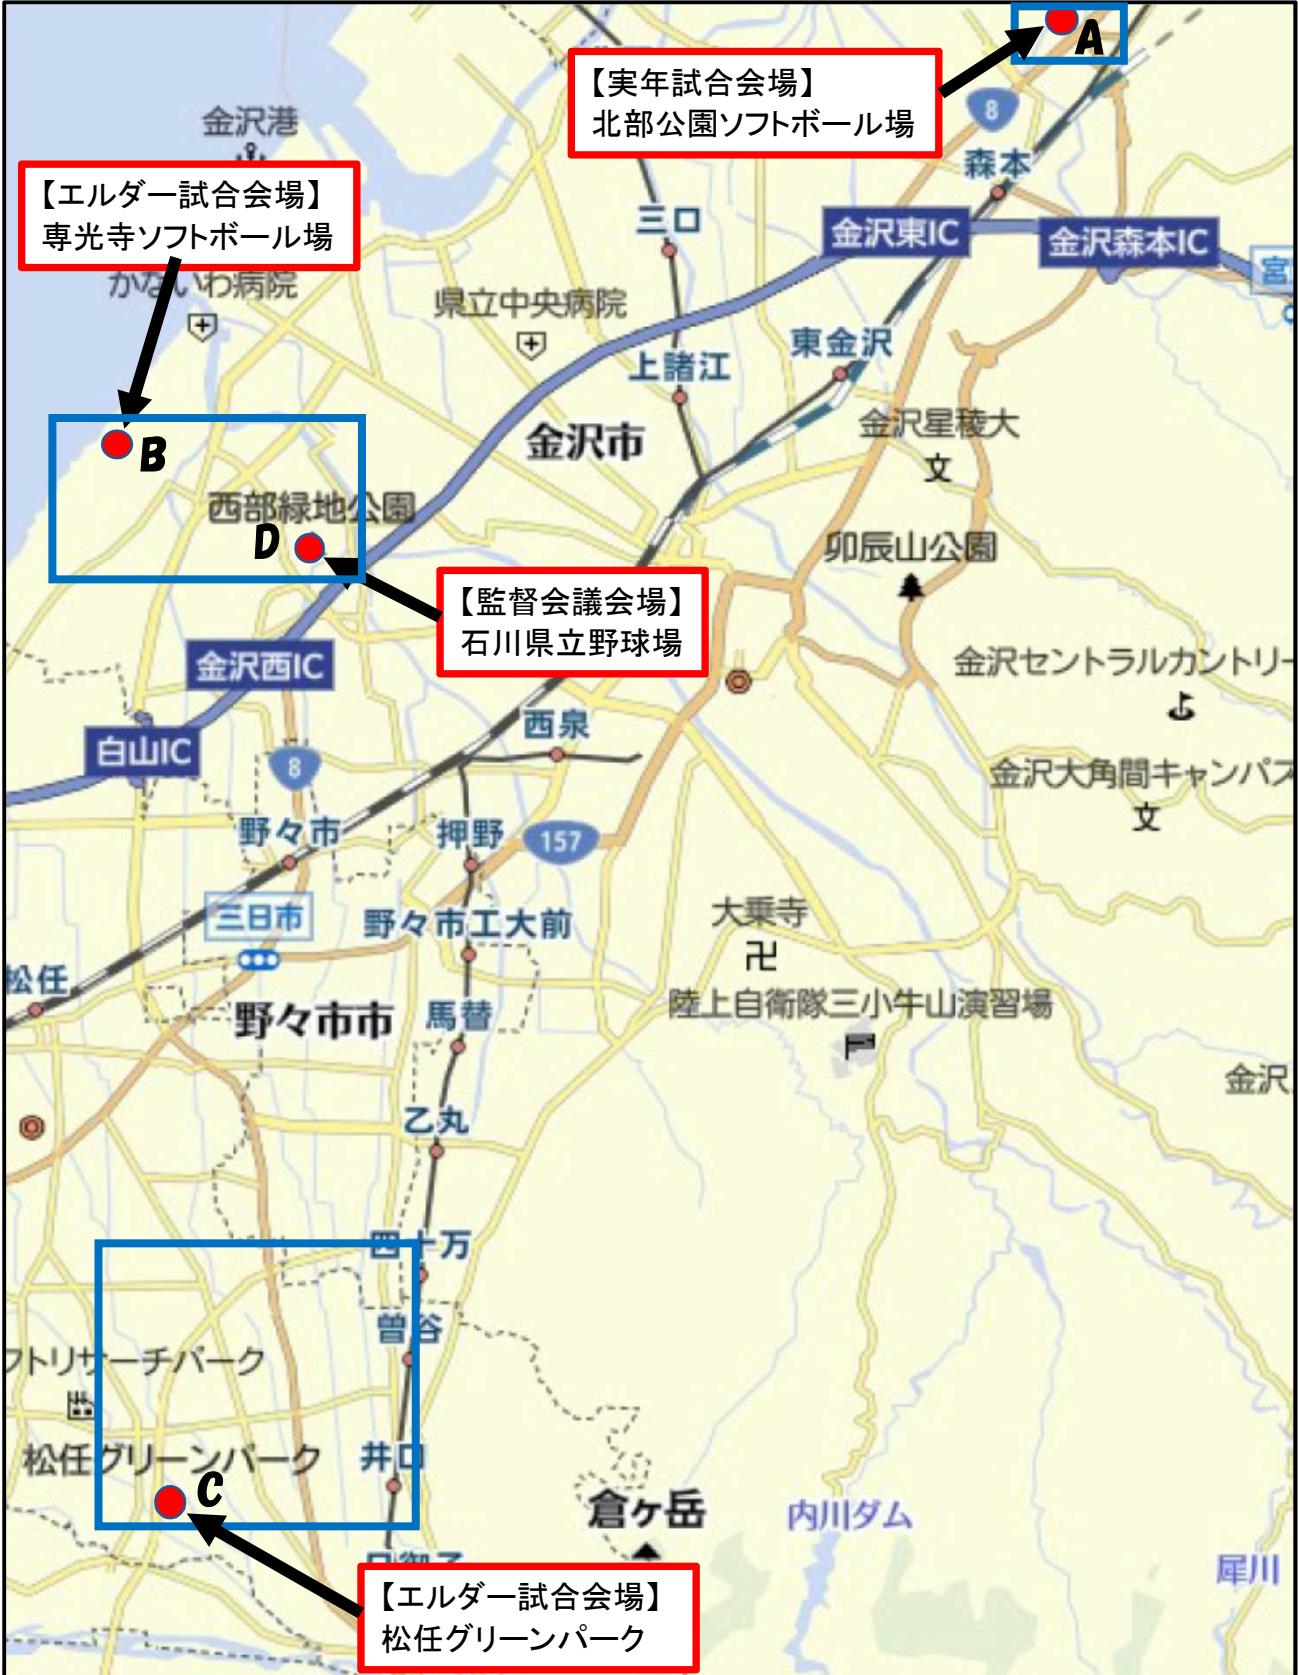 A
【実年試合会場】
北部公園ソフトボール場
8
金沢港
森本
【エルダー試合会場】
専光寺ソフトボール場
三口
金沢東IC
金沢森本IC
宮
かないわ病院
県立中央病院
東金沢
上諸江
金沢星稜大
文
金沢市
B
西部緑地公園
D
卯辰山公園
【監督会議会場】
石川県立野球場
金沢西IC
金沢セントラルカントリー
西泉
白山IC
8
金沢大角間キャンパス
文
野々市
押野
157
三日市
野々市工大前
大乗寺
卍
松任
野々市市
馬替
陸上自衛隊三小牛山演習場
金沢
乙丸
四十万
曽谷
フトリサーチパーク
松任グリーンパーク
井口
C
倉ヶ岳
内川ダム
日御子
犀川
【エルダー試合会場】
松任グリーンパーク